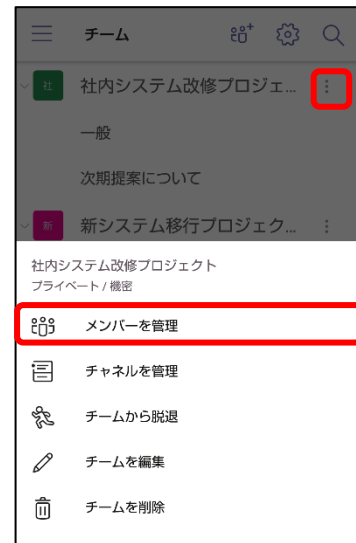 チーム
社 社内システム改修プロジェ...
一般
次期提案について
新 新システム移行プロジェク...
社内システム改修プロジェクト
プライベート / 機密
メンバーを管理
チャネルを管理
チームから脱退
チームを編集
チームを削除